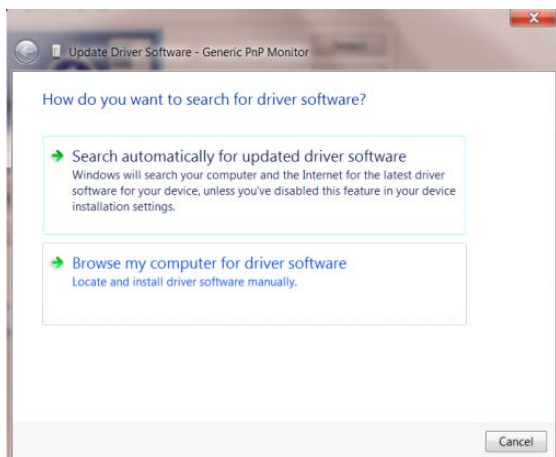 Update Driver Software - Generic PnP Monitor
How do you want to search for driver software?
Search automatically for updated driver software
Windows will search your computer and the Internet for the latest driver
software for your device, unless you've disabled this feature in your device
installation settings.
Browse my computer for driver software
Locate and install driver software manually.
Cancel